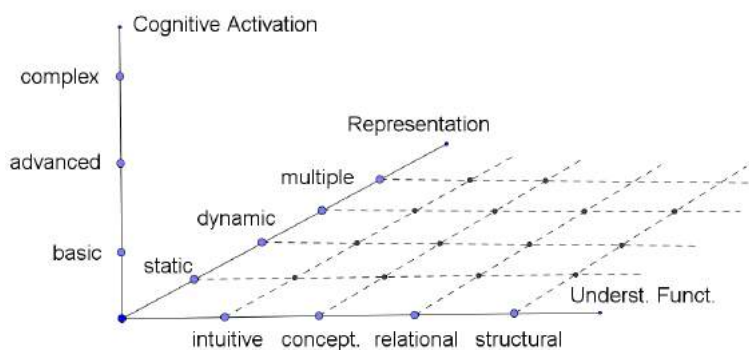 Cognitive Activation
complex
Representation
advanced
multiple
dynamic
basic
static
Underst. Funct.
intuitive concept. relational structural